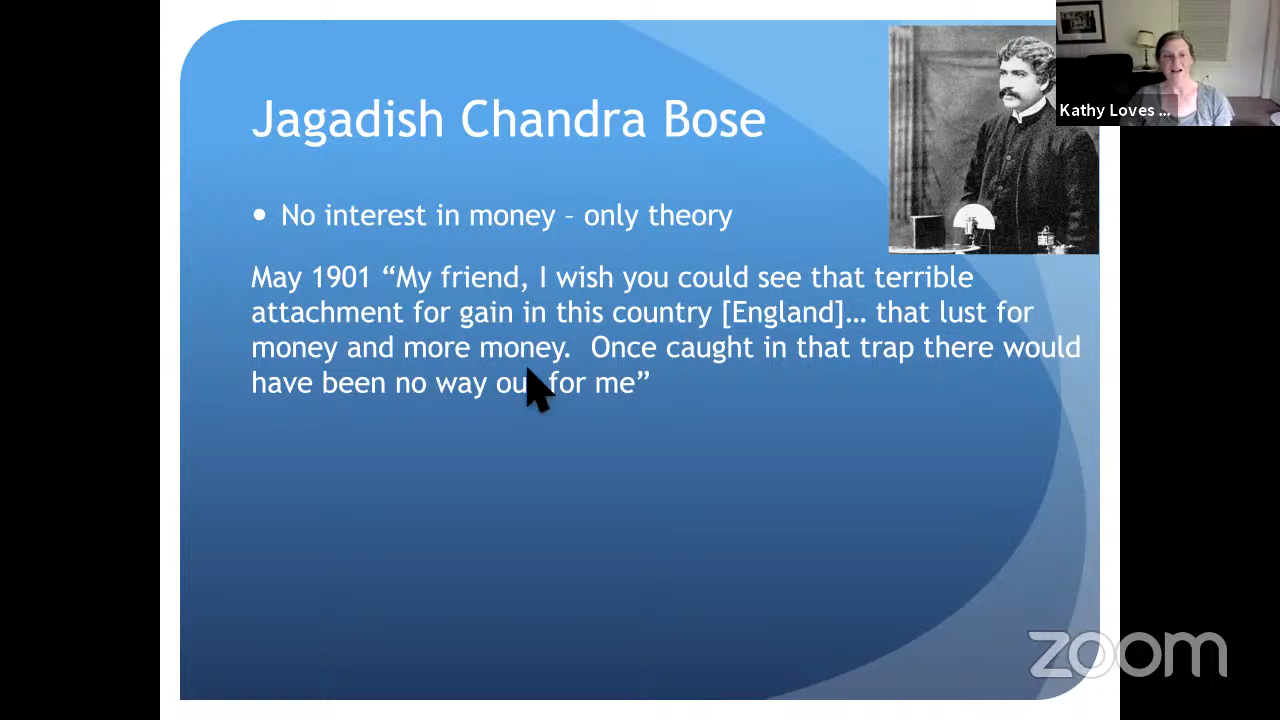 Jagadish Chandra Bose
Kathy Loves ...
• No interest in money – only theory
May 1901 “My friend, I wish you could see that terrible
attachment for gain in this country [England]… that lust for
money and more money.  Once caught in that trap there would
have been no way ou for me”
zoom